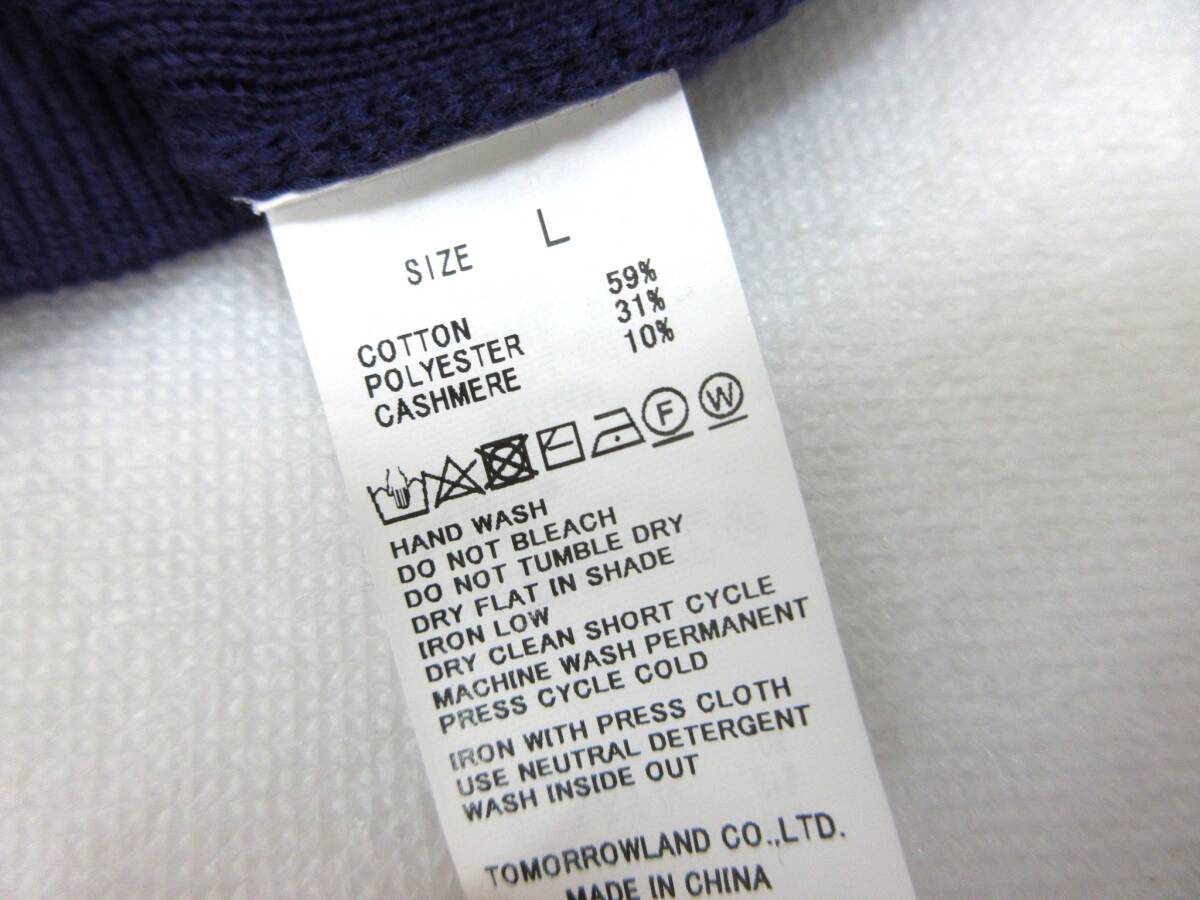 SIZE L
COTTON 59%
POLYESTER 31%
CASHMERE 10%
F W
HAND WASH
DO NOT BLEACH
DO NOT TUMBLE DRY
DRY FLAT IN SHADE
IRON LOW
DRY CLEAN SHORT CYCLE
MACHINE WASH PERMANENT
PRESS CYCLE COLD
IRON WITH PRESS CLOTH
USE NEUTRAL DETERGENT
WASH INSIDE OUT
TOMORROWLAND CO.,LTD.
MADE IN CHINA